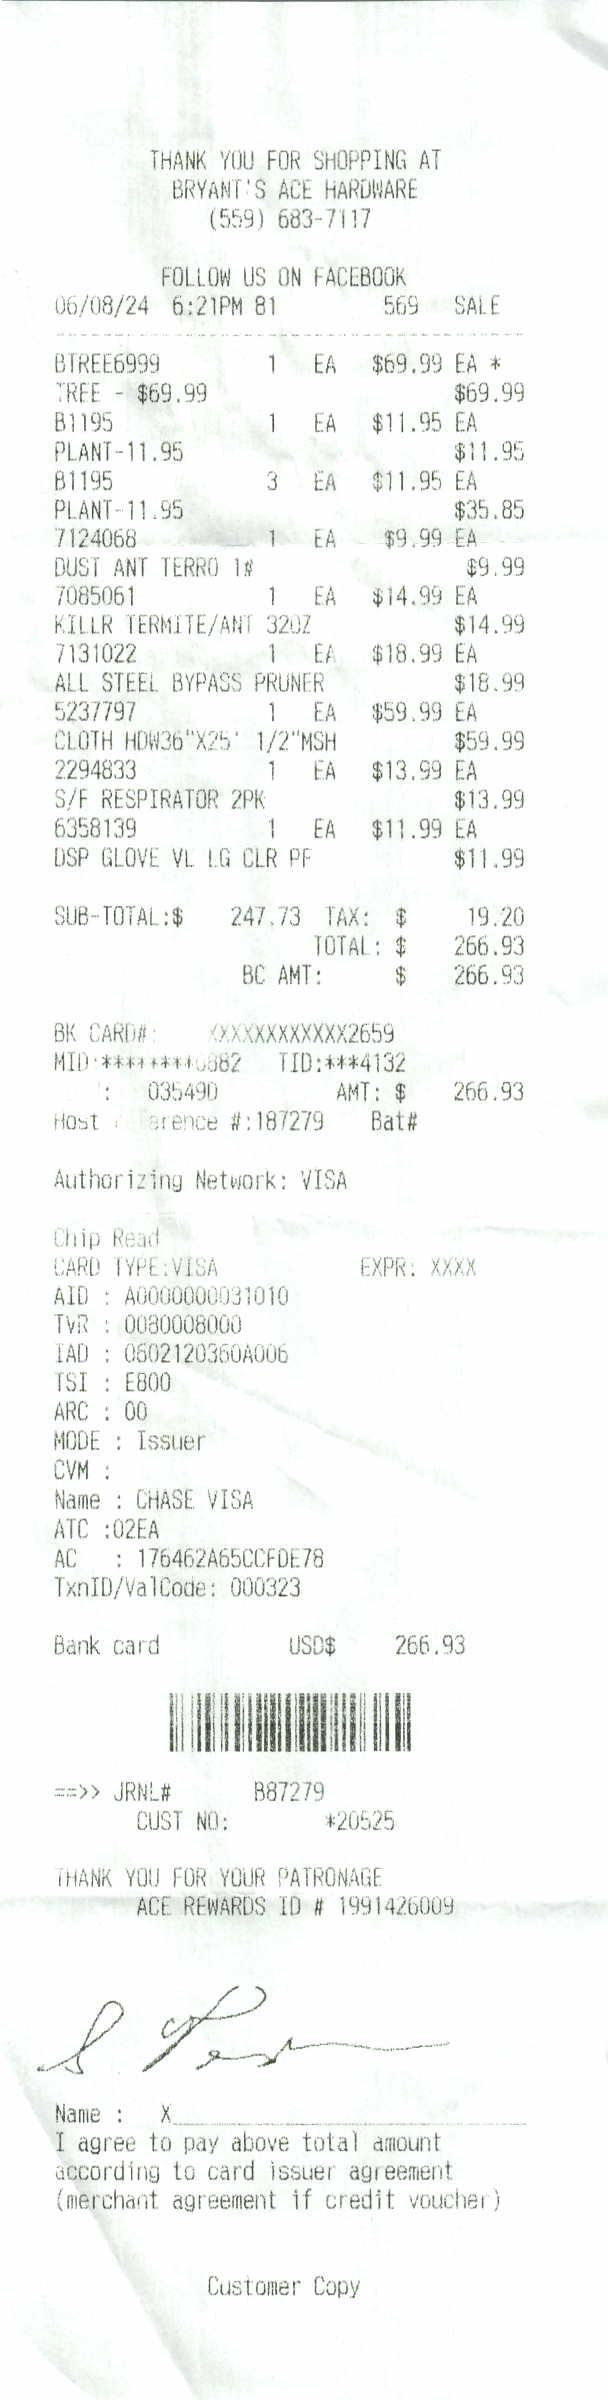 THANK YOU FOR SHOPPING AT
BRYANT'S ACE HARDWARE
(559) 683-7117
FOLLOW US ON FACEBOOK
06/08/24 6:21PM 81 569 SALE
BTREE6999 1 EA $69.99 EA *
TREE - $69.99 $69.99
B1195 1 EA $11.95 EA
PLANT-11.95 $11.95
B1195 3 EA $11.95 EA
PLANT-11.95 $35.85
7124068 1 EA $9.99 EA
DUST ANT TERRO 1# $9.99
7085061 1 EA $14.99 EA
KILLR TERMITE/ANT 32OZ $14.99
7131022 1 EA $18.99 EA
ALL STEEL BYPASS PRUNER $18.99
5237797 1 EA $59.99 EA
CLOTH HDW36"X25' 1/2"MSH $59.99
2294833 1 EA $13.99 EA
S/F RESPIRATOR 2PK $13.99
6358139 1 EA $11.99 EA
DSP GLOVE VL LG CLR PF $11.99
SUB-TOTAL:$ 247.73 TAX: $ 19.20
TOTAL: $ 266.93
BC AMT: $ 266.93
BK CARD#: XXXXXXXXXXXX2659
MID:********0882 TID:***4132
: 035490 AMT: $ 266.93
Host #:187279 Bat#
Authorizing Network: VISA
Chip Read
CARD TYPE:VISA EXPR: XXXX
AID : A0000000031010
TVR : 0080008000
IAD : 0602120360A006
TSI : E800
ARC : 00
MODE : Issuer
CVM :
Name : CHASE VISA
ATC :02EA
AC : 176462A65CCFDE78
TxnID/ValCode: 000323
Bank card USD$ 266.93
==>> JRNL# B87279
CUST NO: *20525
THANK YOU FOR YOUR PATRONAGE
ACE REWARDS ID # 1991426009
Name : X
I agree to pay above total amount
according to card issuer agreement
(merchant agreement if credit voucher)
Customer Copy